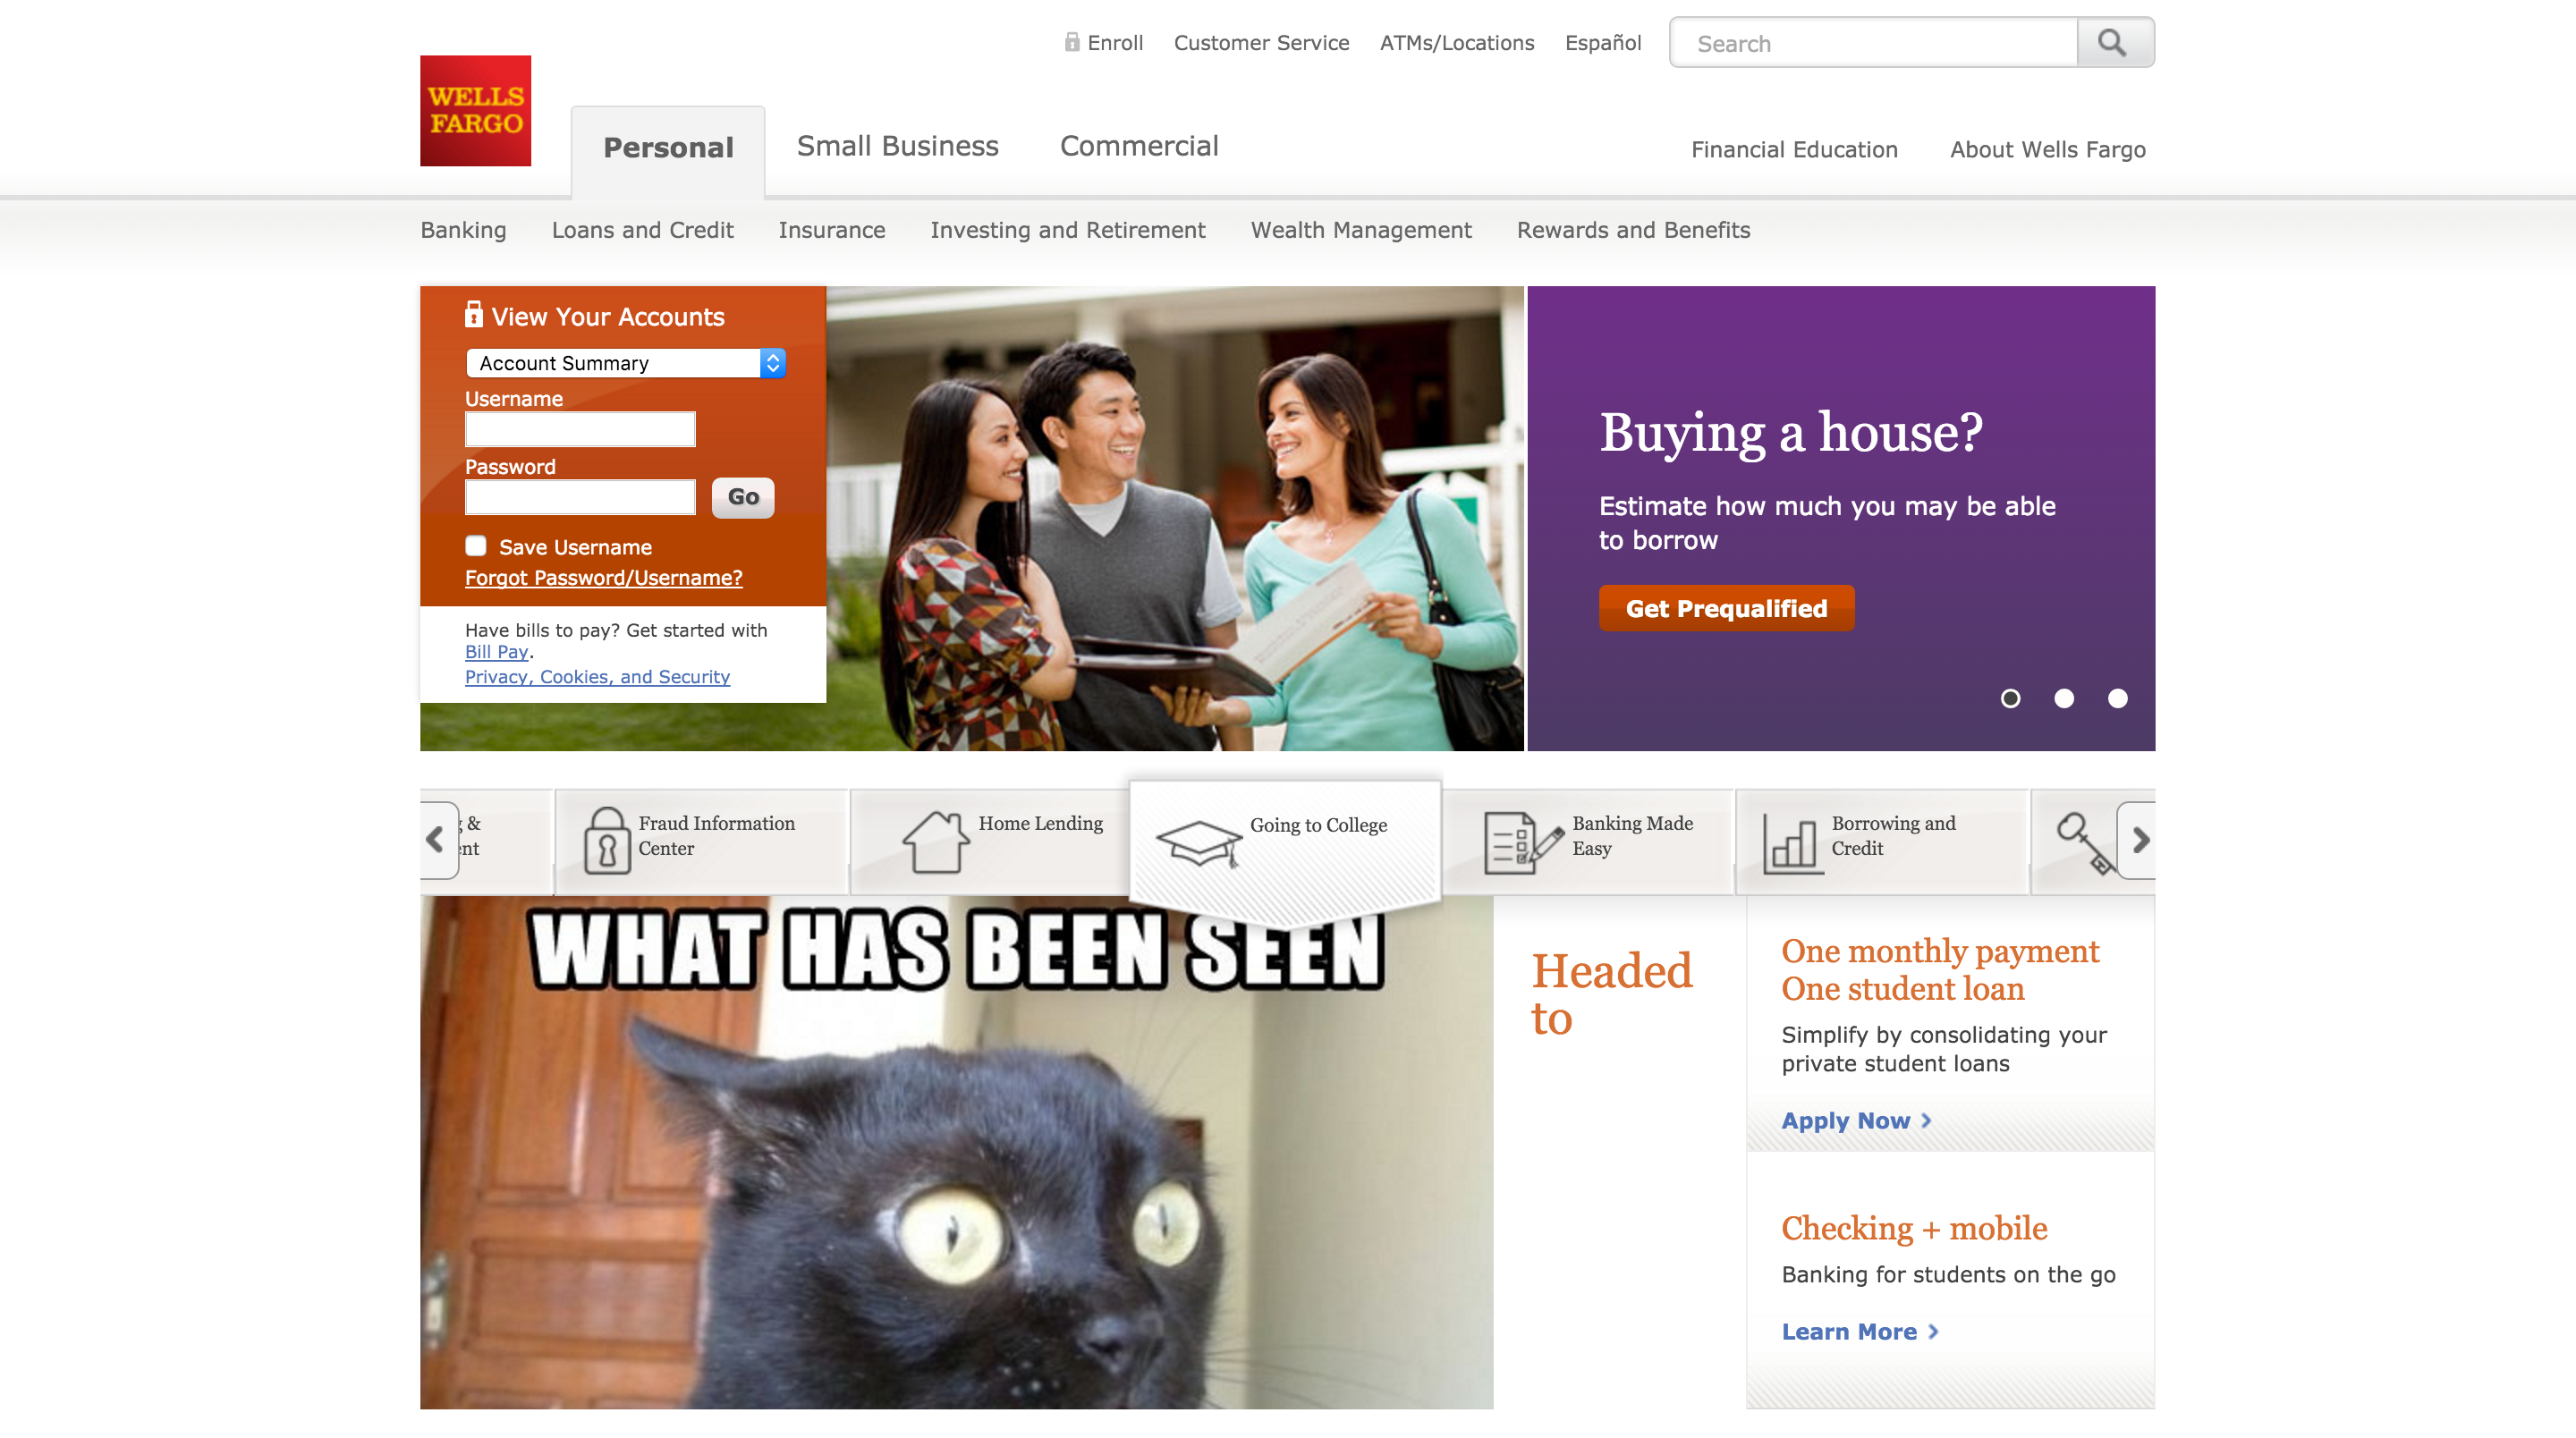 Enroll Customer Service ATMs/Locations Español Search
WELLS
FARGO
Personal Small Business Commercial Financial Education About Wells Fargo
Banking Loans and Credit Insurance Investing and Retirement Wealth Management Rewards and Benefits
View Your Accounts
Account Summary
Username
Password
Go
Save Username
Forgot Password/Username?
Have bills to pay? Get started with
Bill Pay.
Privacy, Cookies, and Security
Buying a house?
Estimate how much you may be able
to borrow
Get Prequalified
&
Fraud Information
Center
Home Lending
Going to College
Banking Made
Easy
Borrowing and
Credit
WHAT HAS BEEN SEEN
Headed
to
One monthly payment
One student loan
Simplify by consolidating your
private student loans
Apply Now
Checking + mobile
Banking for students on the go
Learn More